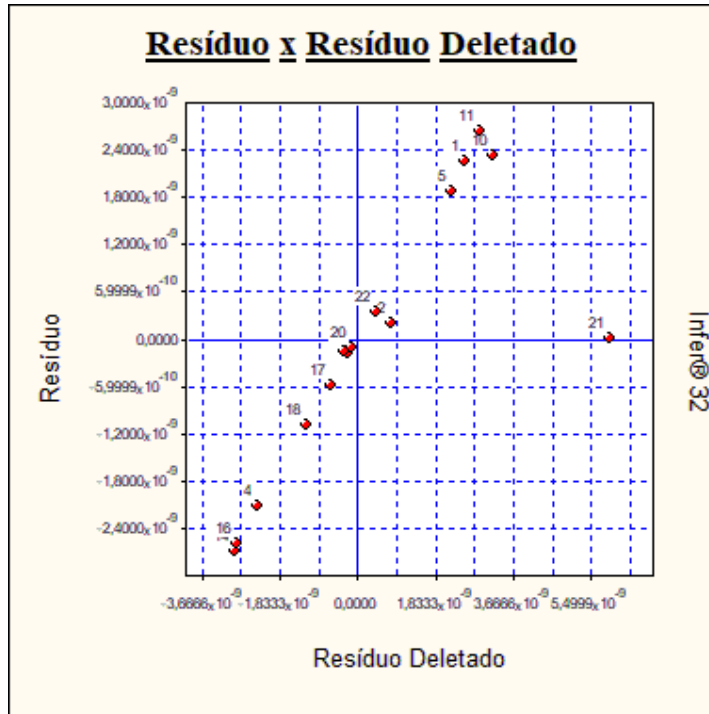 Resíduo x Resíduo Deletado
3,0000x10⁻⁹
2,4000x10⁻⁹
1,8000x10⁻⁹
1,2000x10⁻⁹
5,9999x10⁻¹⁰
0,0000
-5,9999x10⁻¹⁰
-1,2000x10⁻⁹
-1,8000x10⁻⁹
-2,4000x10⁻⁹
11
1
10
5
22
2
21
20
17
18
4
16
Resíduo
Infer® 32
-3,6666x10⁻⁹
-1,8333x10⁻⁹
0,0000
1,8333x10⁻⁹
3,6666x10⁻⁹
5,4999x10⁻⁹
Resíduo Deletado